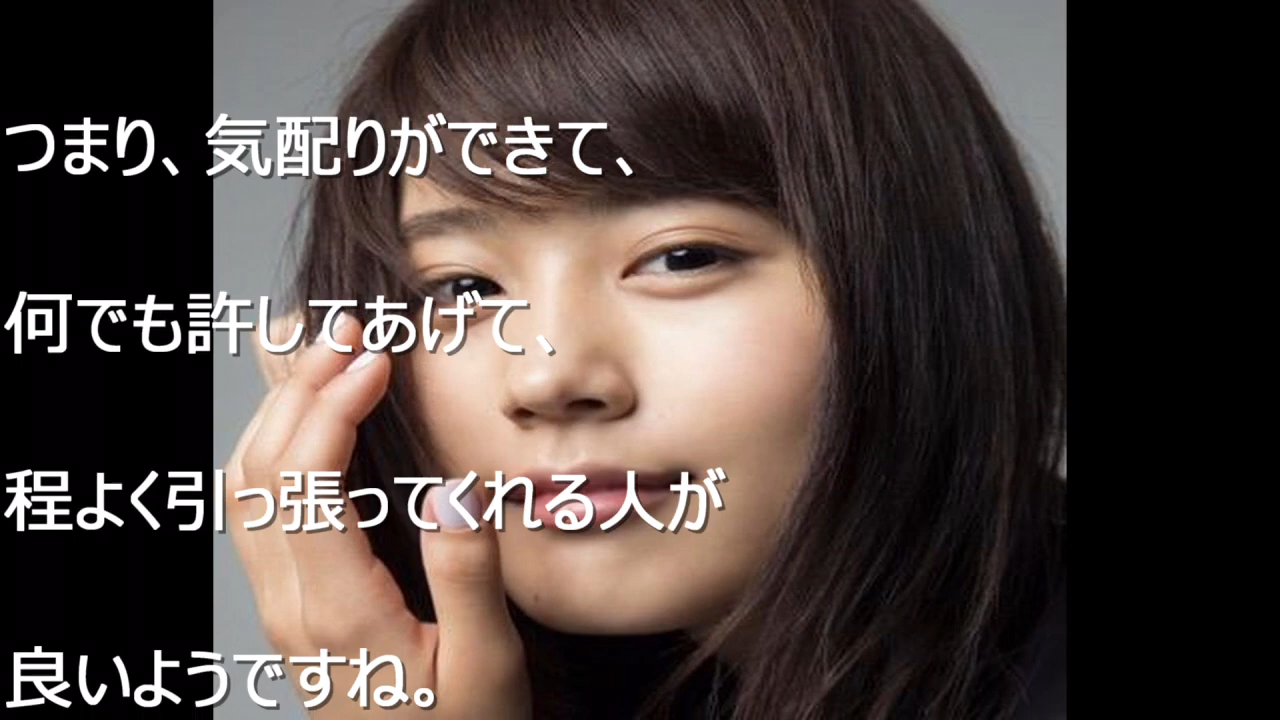 つまり、気配りができて、
何でも許してあげて、
程よく引っ張ってくれる人が
良いようですね。